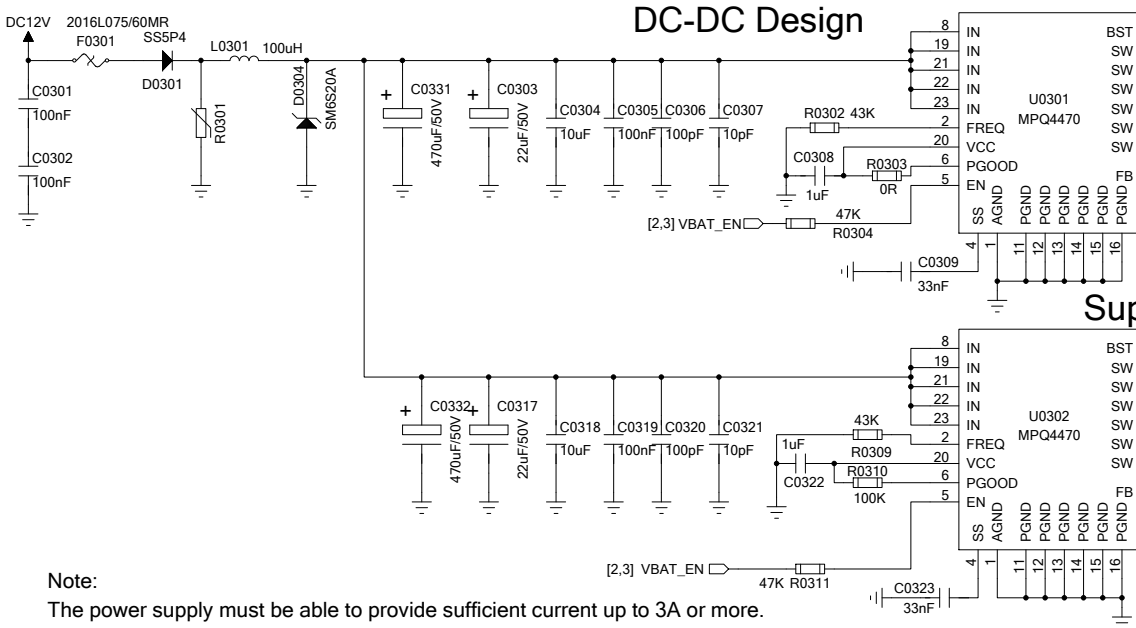 DC-DC Design
DC12V
2016L075/60MR
F0301
SS5P4
D0301
L0301
100uH
C0301
100nF
C0302
100nF
R0301
D0304
SM6S20A
+
C0331
470uF/50V
+
C0303
22uF/50V
C0304
10uF
C0305
100nF
C0306
100pF
C0307
10pF
R0302 43K
C0308
1uF
R0303
0R
[2,3] VBAT_EN
47K
R0304
C0309
33nF
8 IN
19 IN
21 IN
22 IN
23 IN
2 FREQ
20 VCC
6 PGOOD
5 EN
U0301
MPQ4470
BST
SW
SW
SW
SW
SW
SW
FB
SS
AGND
PGND
PGND
PGND
PGND
PGND
PGND
4
1
11
12
13
14
15
16
Sup
+
C0332
470uF/50V
+
C0317
22uF/50V
C0318
10uF
C0319
100nF
C0320
100pF
C0321
10pF
43K
R0309
1uF
C0322
R0310
100K
[2,3] VBAT_EN
47K R0311
C0323
33nF
8 IN
19 IN
21 IN
22 IN
23 IN
2 FREQ
20 VCC
6 PGOOD
5 EN
U0302
MPQ4470
BST
SW
SW
SW
SW
SW
SW
FB
SS
AGND
PGND
PGND
PGND
PGND
PGND
PGND
4
1
11
12
13
14
15
16
Note:
The power supply must be able to provide sufficient current up to 3A or more.